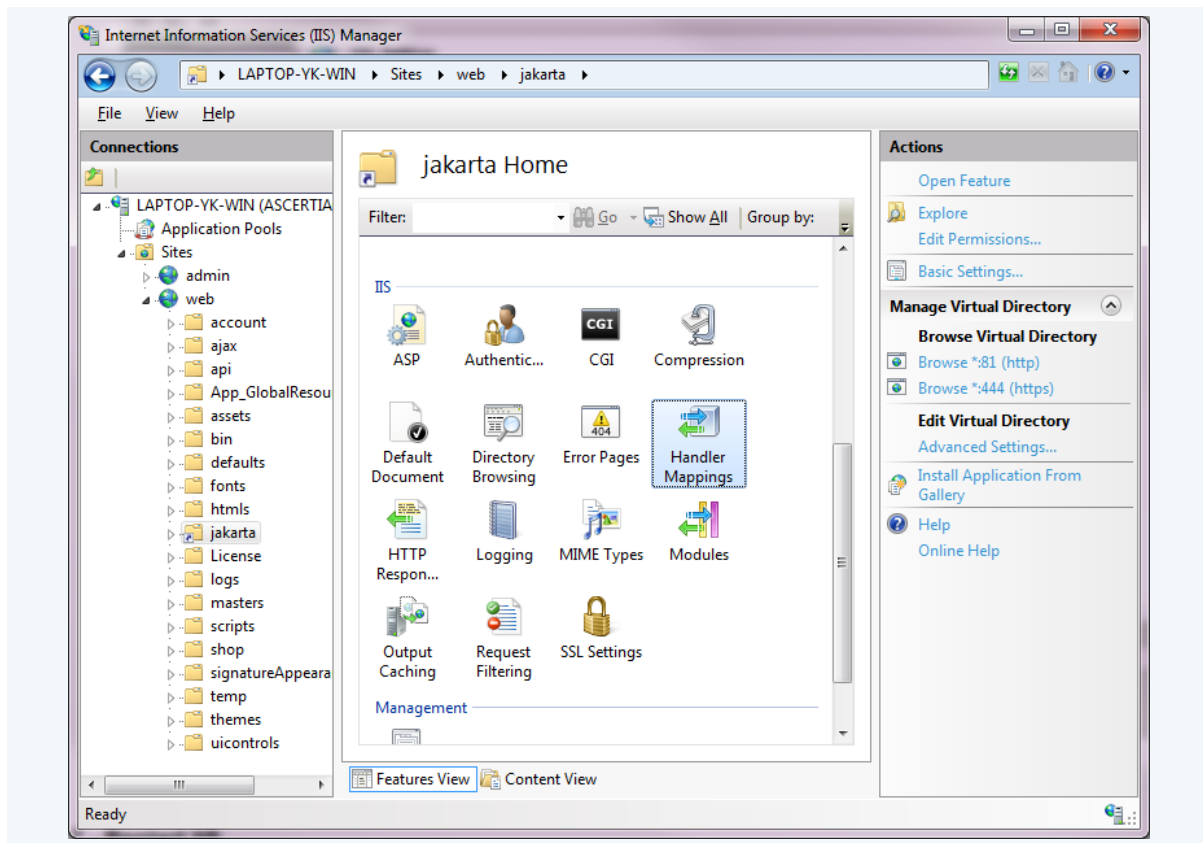 Internet Information Services (IIS) Manager
LAPTOP-YK-WIN Sites web jakarta
File View Help
Connections
LAPTOP-YK-WIN (ASCERTIA
Application Pools
Sites
admin
web
account
ajax
api
App_GlobalResou
assets
bin
defaults
fonts
htmls
jakarta
License
logs
masters
scripts
shop
signatureAppeara
temp
themes
uicontrols
jakarta Home
Filter: Go Show All Group by:
IIS
ASP Authentic... CGI Compression
Default Directory Error Pages Handler
Document Browsing Mappings
HTTP Logging MIME Types Modules
Respon...
Output Request SSL Settings
Caching Filtering
Management
Features View Content View
Actions
Open Feature
Explore
Edit Permissions...
Basic Settings...
Manage Virtual Directory
Browse Virtual Directory
Browse *:81 (http)
Browse *:444 (https)
Edit Virtual Directory
Advanced Settings...
Install Application From
Gallery
Help
Online Help
Ready
CGI
404